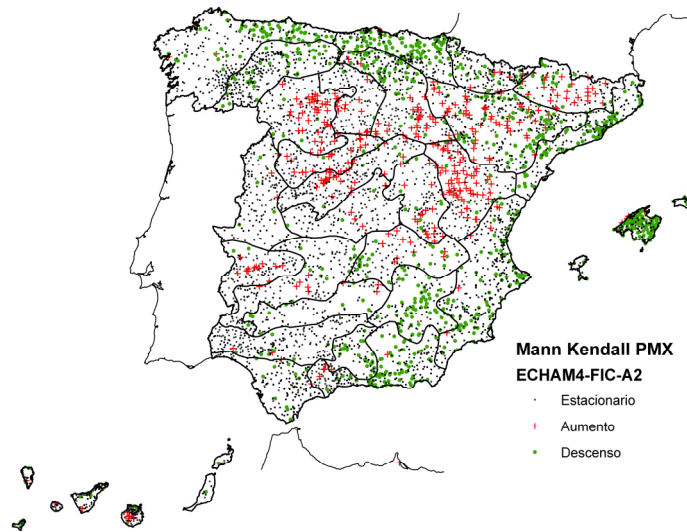 Mann Kendall PMX
ECHAM4-FIC-A2
Estacionario
Aumento
Descenso